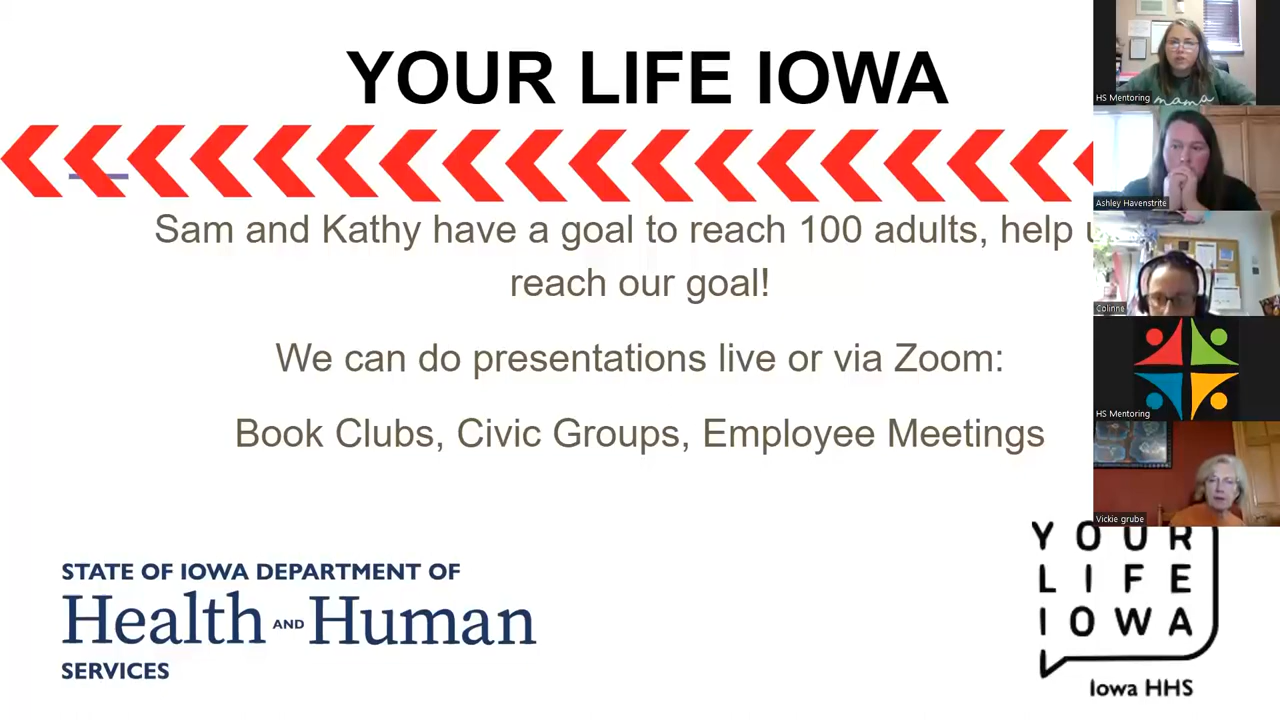 YOUR LIFE IOWA
Sam and Kathy have a goal to reach 100 adults, help
reach our goal!
We can do presentations live or via Zoom:
Book Clubs, Civic Groups, Employee Meetings
STATE OF IOWA DEPARTMENT OF
Health AND Human
SERVICES
YOUR
LIFE
IOWA
Iowa HHS
HS Mentoring
mama
Ashley Havenstrite
Colinne
HS Mentoring
Vickie grube